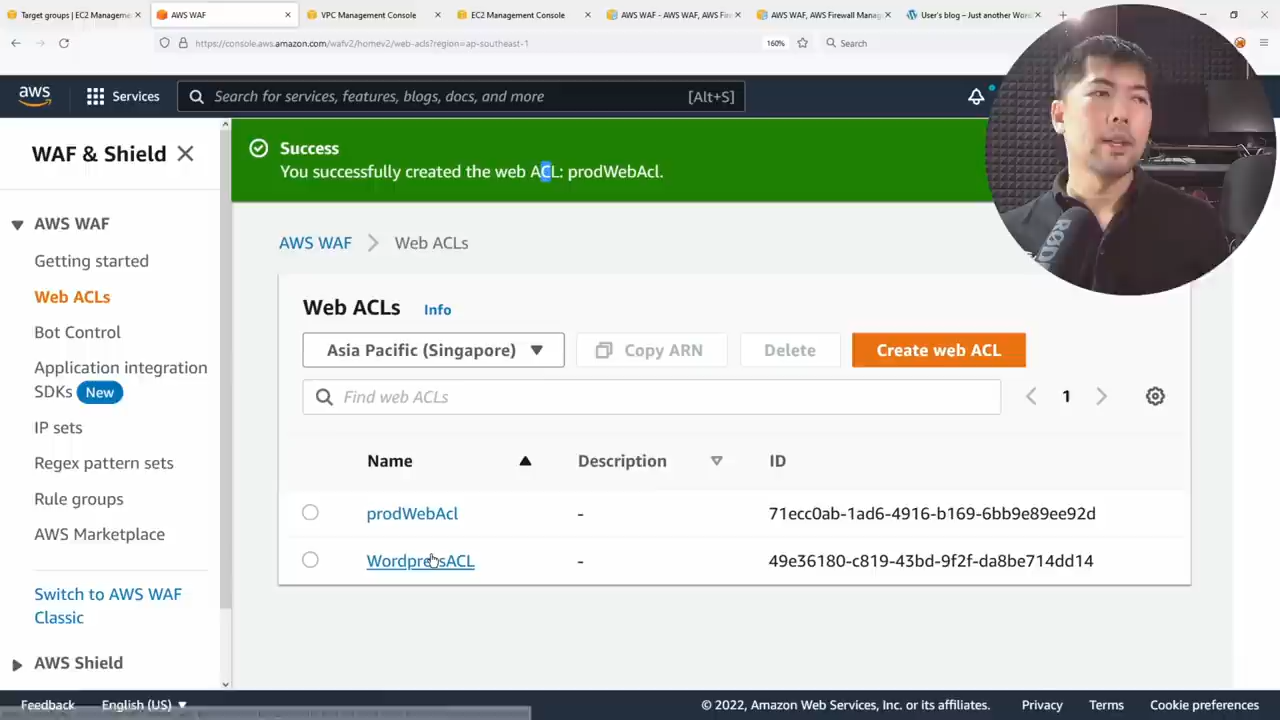 Target groups | EC2 Manageme
AWS WAF
VPC Management Console
EC2 Management Console
AWS WAF - AWS WAF, AWS Fir
AWS WAF, AWS Firewall Manag
User's blog – Just another Wor
https://console.aws.amazon.com/wafv2/homev2/web-acls?region=ap-southeast-1
160%
Search
aws
Services
Search for services, features, blogs, docs, and more
[Alt+S]
WAF & Shield
Success
You successfully created the web ACL: prodWebAcl.
AWS WAF
Getting started
Web ACLs
Bot Control
Application integration
SDKs New
IP sets
Regex pattern sets
Rule groups
AWS Marketplace
Switch to AWS WAF
Classic
AWS Shield
AWS WAF
Web ACLs
Web ACLs Info
Asia Pacific (Singapore)
Copy ARN
Delete
Create web ACL
Find web ACLs
1
Name
Description
ID
prodWebAcl
-
71ecc0ab-1ad6-4916-b169-6bb9e89ee92d
WordpressACL
-
49e36180-c819-43bd-9f2f-da8be714dd14
RØD
Feedback
English (US)
© 2022, Amazon Web Services, Inc. or its affiliates.
Privacy
Terms
Cookie preferences